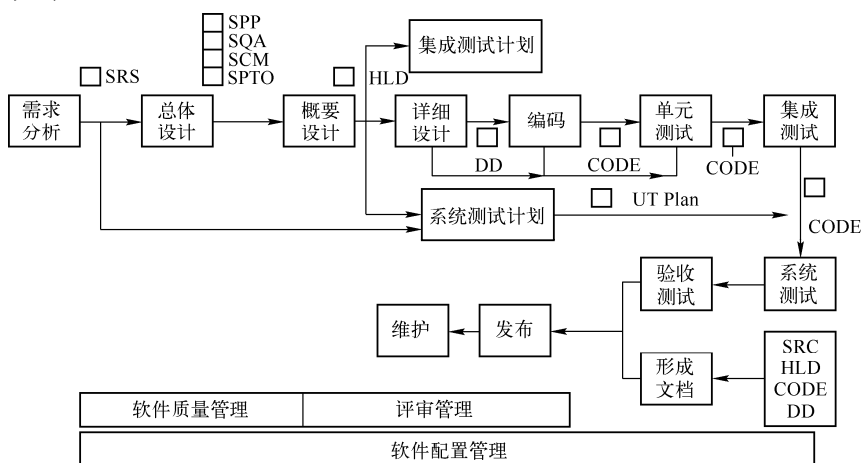 SPP
SQA
SCM
SPTO
SRS
HLD
集成测试计划
需求
分析
总体
设计
概要
设计
详细
设计
编码
单元
测试
集成
测试
DD
CODE
CODE
系统测试计划
UT Plan
CODE
验收
测试
系统
测试
维护
发布
形成
文档
SRC
HLD
CODE
DD
软件质量管理
评审管理
软件配置管理